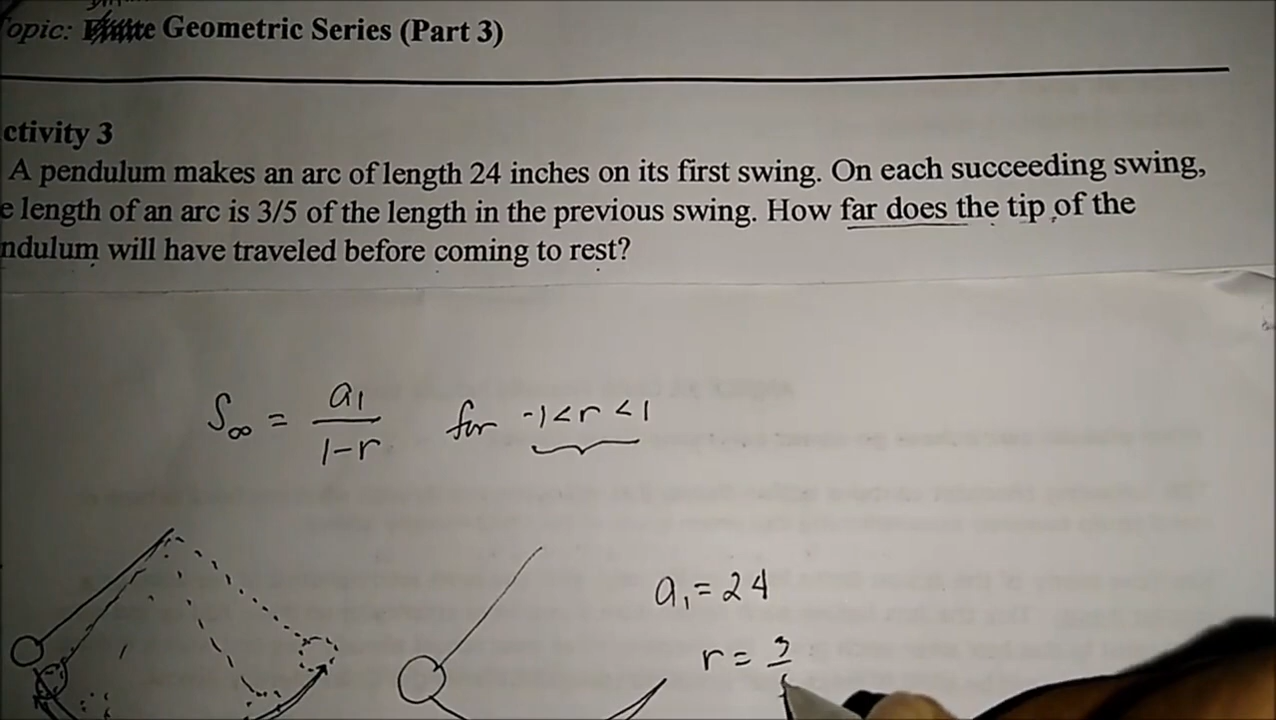 opic: Geometric Series (Part 3)
ctivity 3
A pendulum makes an arc of length 24 inches on its first swing. On each succeeding swing,
e length of an arc is 3/5 of the length in the previous swing. How far does the tip of the
ndulum will have traveled before coming to rest?
S∞ = a₁/(1-r) for -1<r<1
a₁ = 24
r = 3/